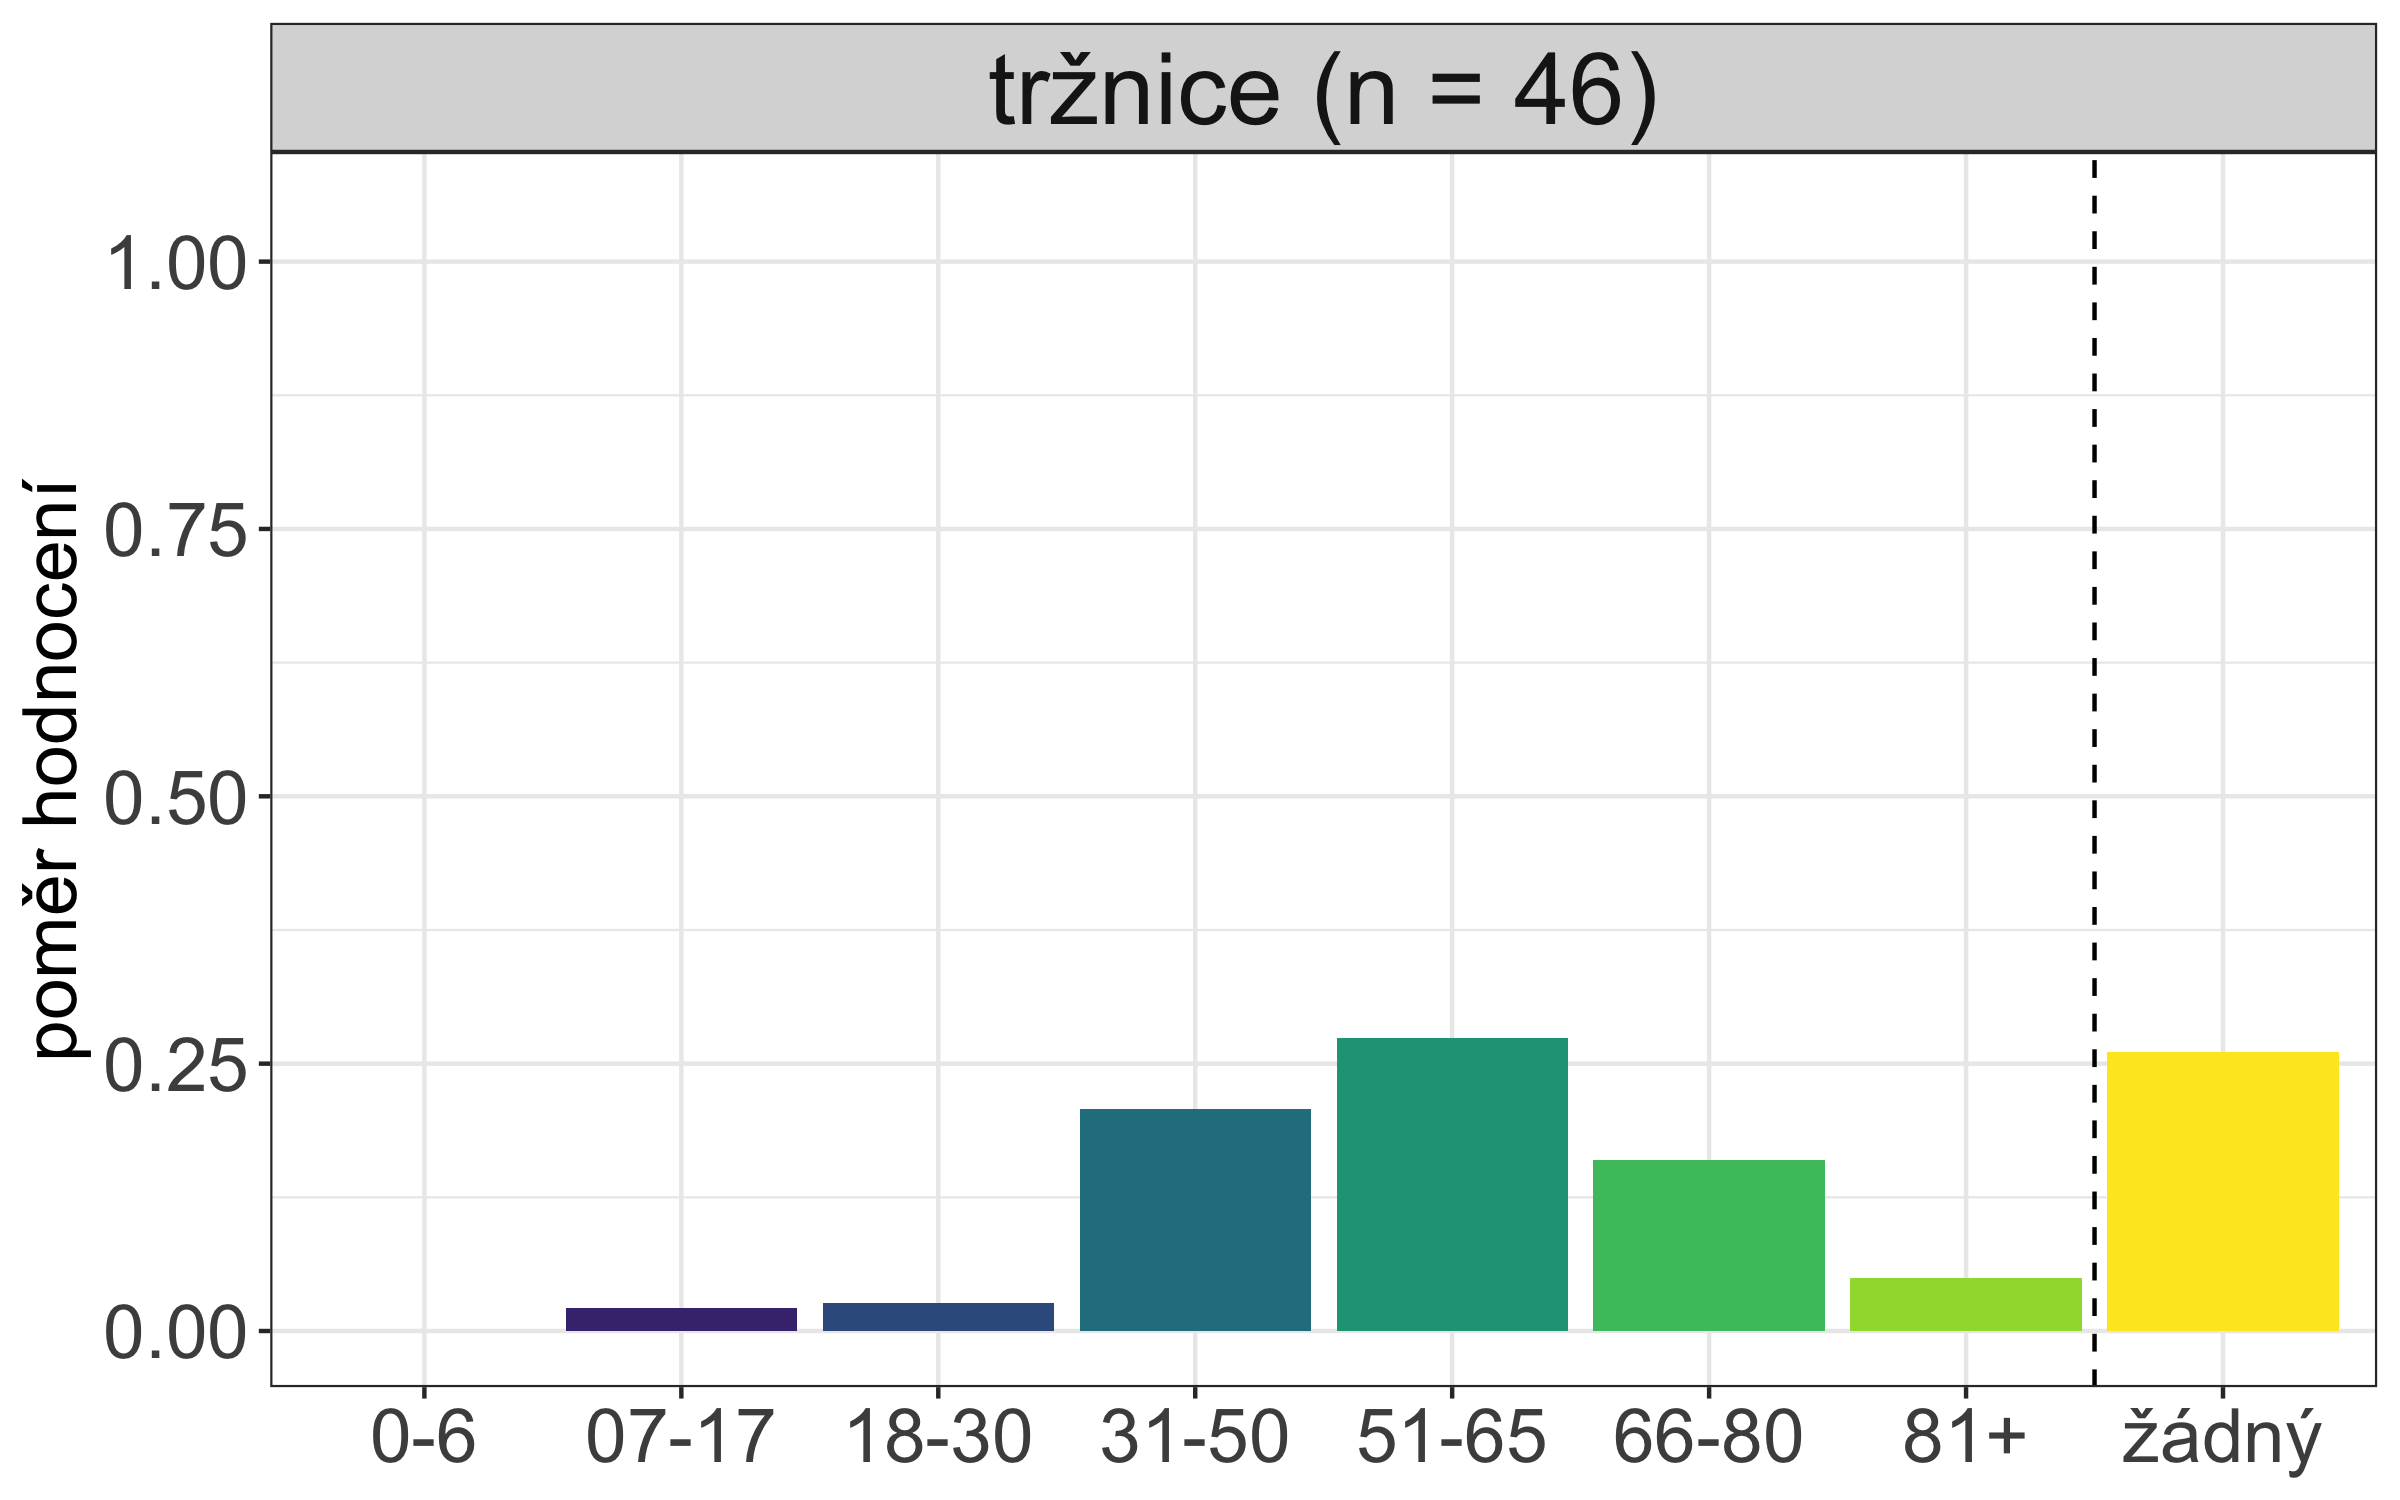 tržnice (n = 46)
poměr hodnocení
1.00
0.75
0.50
0.25
0.00
0-6 07-17 18-30 31-50 51-65 66-80 81+ žádný